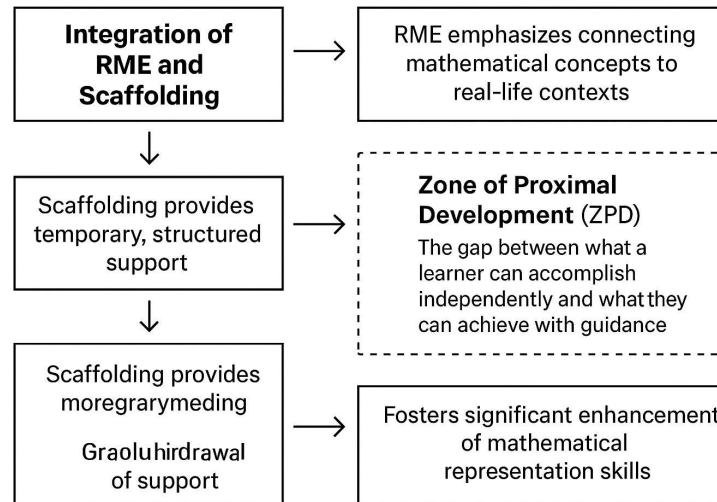 Integration of
RME and
Scaffolding
RME emphasizes connecting
mathematical concepts to
real-life contexts
Scaffolding provides
temporary, structured
support
Zone of Proximal
Development (ZPD)
The gap between what a
learner can accomplish
independently and what they
can achieve with guidance
Scaffolding provides
moregrarymeding
Graoluhirdrawal
of support
Fosters significant enhancement
of mathematical
representation skills